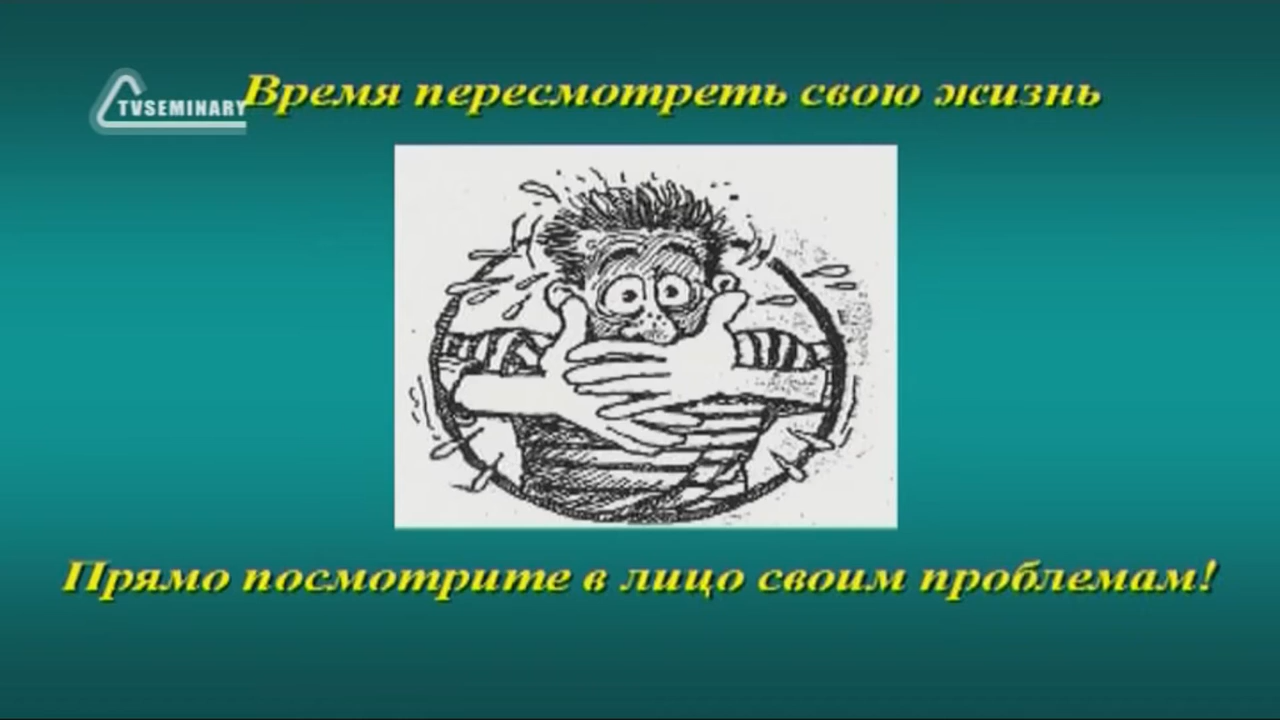 Время пересмотреть свою жизнь
TVSEMINARY
Прямо посмотрите в лицо своим проблемам!